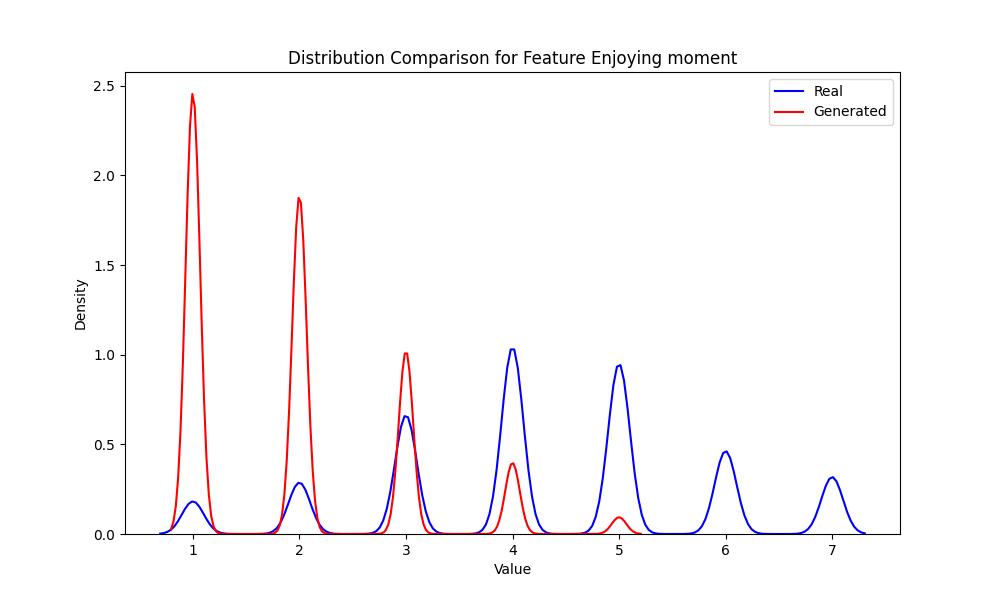 Distribution Comparison for Feature Enjoying moment
Real
Generated
2.5
2.0
1.5
1.0
0.5
0.0
Density
1 2 3 4 5 6 7
Value